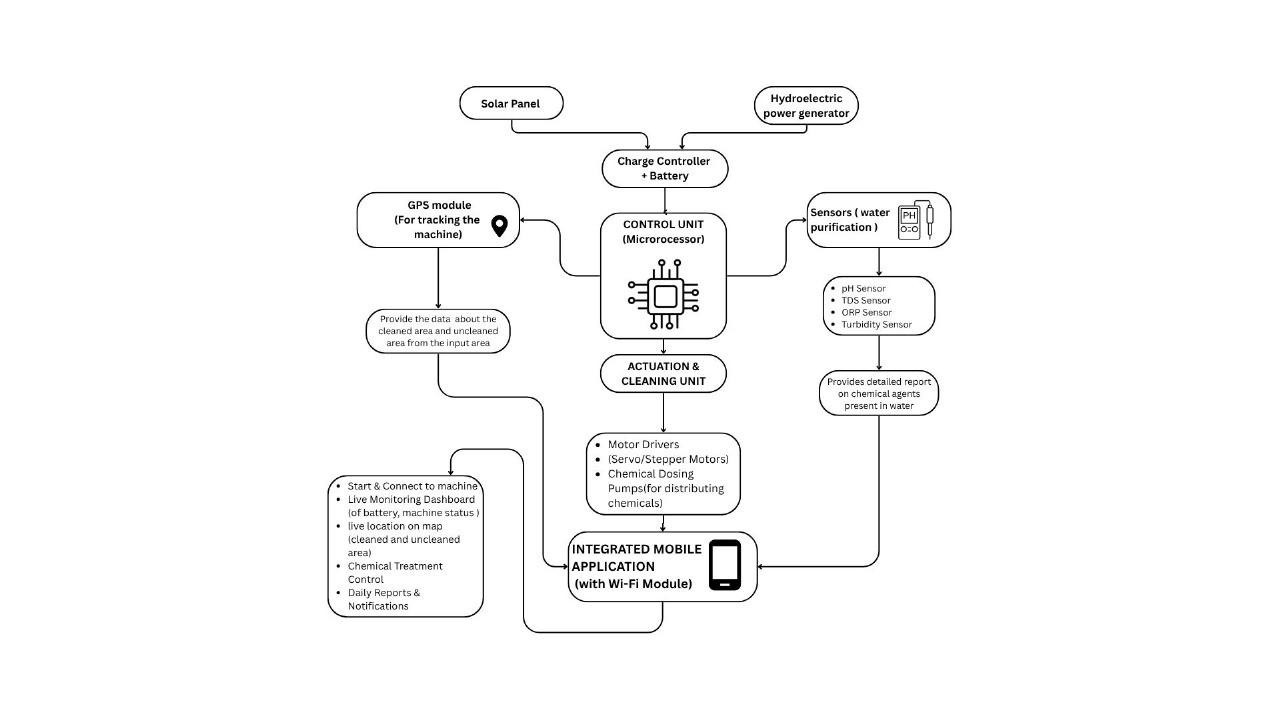 Solar Panel
Hydroelectric
power generator
Charge Controller
+ Battery
GPS module
(For tracking the
machine)
CONTROL UNIT
(Microrocessor)
Sensors ( water
purification )
PH
• pH Sensor
• TDS Sensor
• ORP Sensor
• Turbidity Sensor
Provide the data about the
cleaned area and uncleaned
area from the input area
ACTUATION &
CLEANING UNIT
Provides detailed report
on chemical agents
present in water
• Motor Drivers
• (Servo/Stepper Motors)
• Chemical Dosing
Pumps(for distributing
chemicals)
• Start & Connect to machine
• Live Monitoring Dashboard
(of battery, machine status )
• live location on map
(cleaned and uncleaned
area)
• Chemical Treatment
Control
• Daily Reports &
Notifications
INTEGRATED MOBILE
APPLICATION
(with Wi-Fi Module)